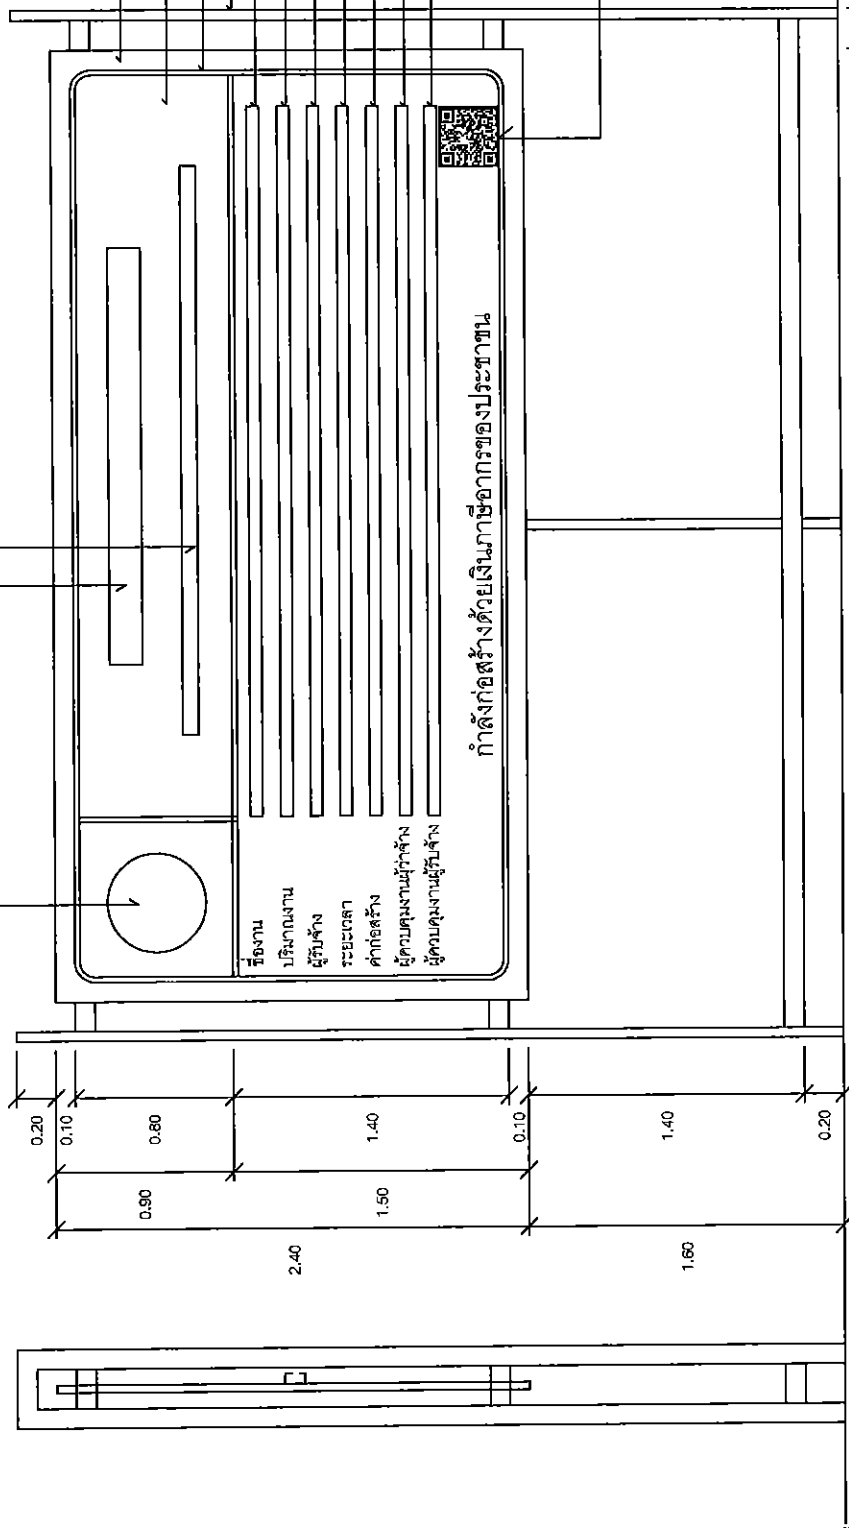 ชื่องาน
ปริมาณงาน
ผู้รับจ้าง
ระยะเวลา
ค่าก่อสร้าง
ผู้ควบคุมงานผู้ว่าจ้าง
ผู้ควบคุมงานผู้รับจ้าง
กำลังก่อสร้างด้วยเงินภาษีอากรของประชาชน
0.20
0.10
0.80
1.40
0.10
1.40
0.20
0.90
1.50
2.40
1.60